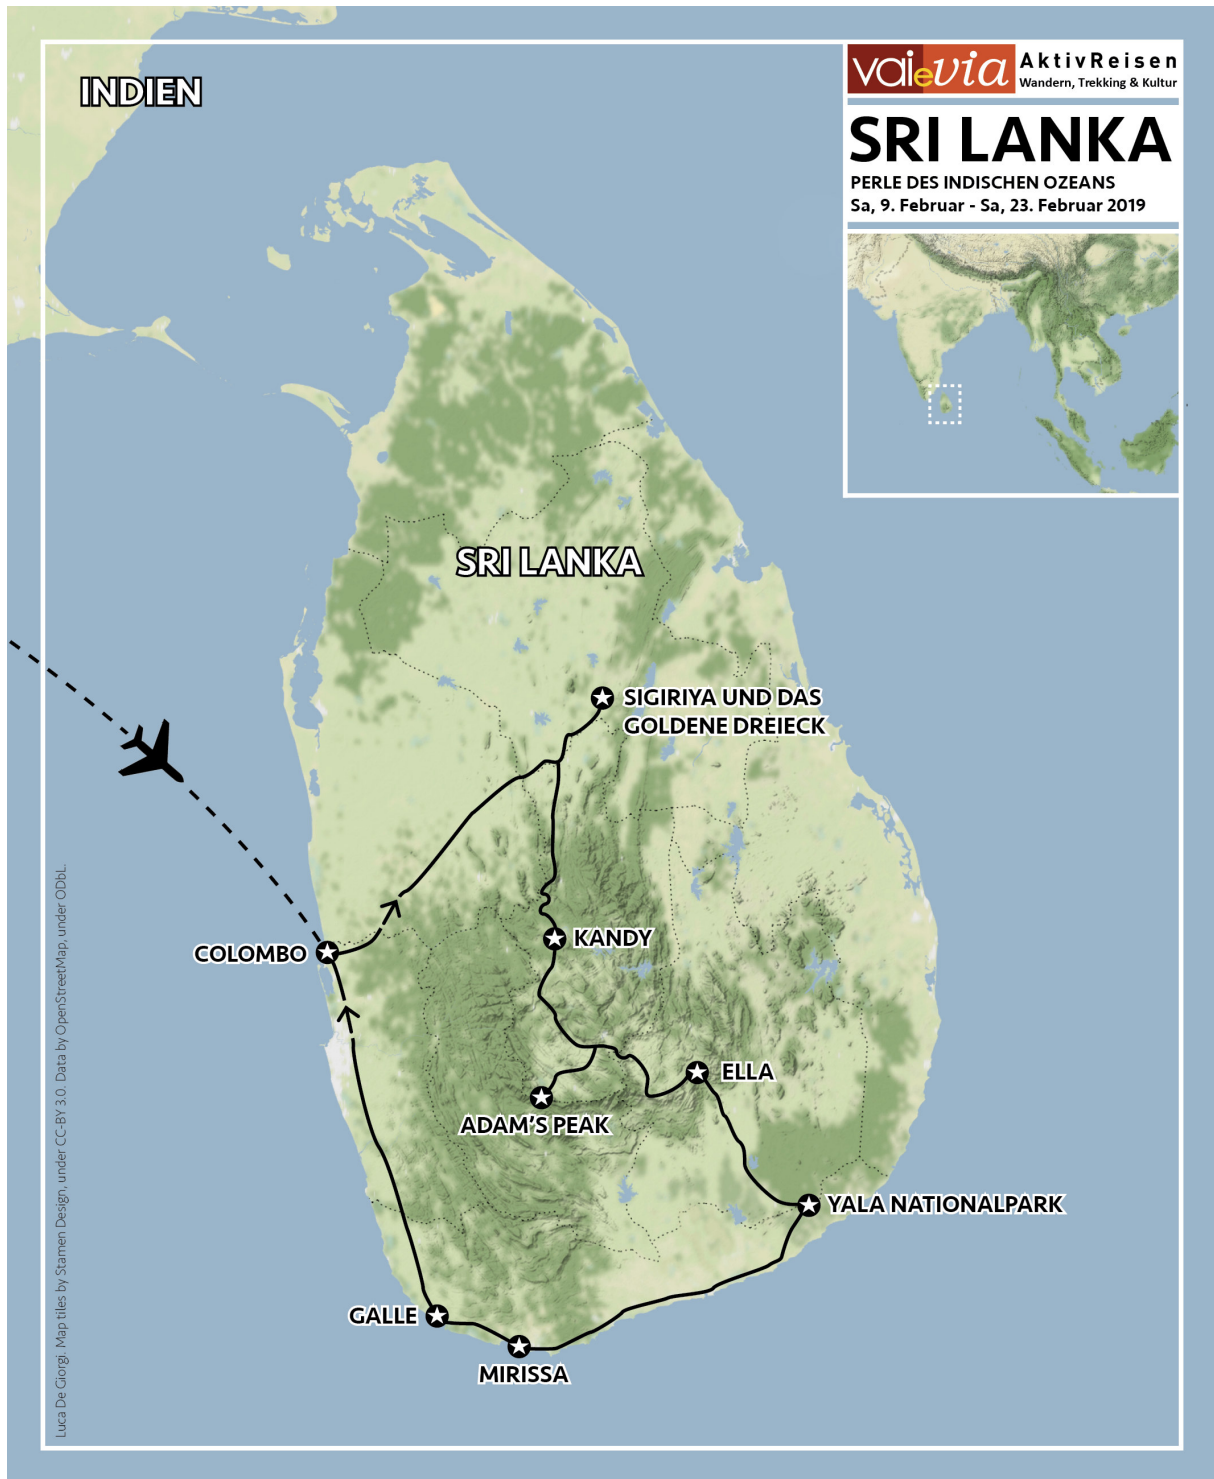 INDIEN
vaievia
AktivReisen
Wandern, Trekking & Kultur
SRI LANKA
PERLE DES INDISCHEN OZEANS
Sa, 9. Februar - Sa, 23. Februar 2019
SRI LANKA
SIGIRIYA UND DAS
GOLDENE DREIECK
COLOMBO
KANDY
ELLA
ADAM'S PEAK
YALA NATIONALPARK
GALLE
MIRISSA
Luca De Giorgi. Map tiles by Stamen Design, under CC-BY 3.0. Data by OpenStreetMap, under ODbL.